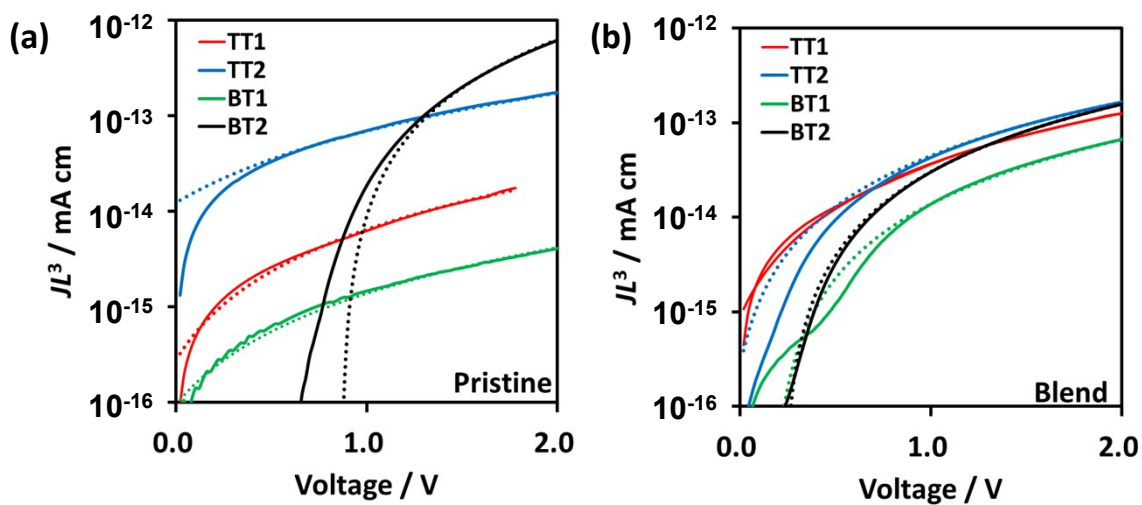 (a)
10⁻¹²
10⁻¹³
10⁻¹⁴
10⁻¹⁵
10⁻¹⁶
JL³ / mA cm
TT1
TT2
BT1
BT2
Pristine
0.0 1.0 2.0
Voltage / V
(b)
10⁻¹²
10⁻¹³
10⁻¹⁴
10⁻¹⁵
10⁻¹⁶
JL³ / mA cm
TT1
TT2
BT1
BT2
Blend
0.0 1.0 2.0
Voltage / V